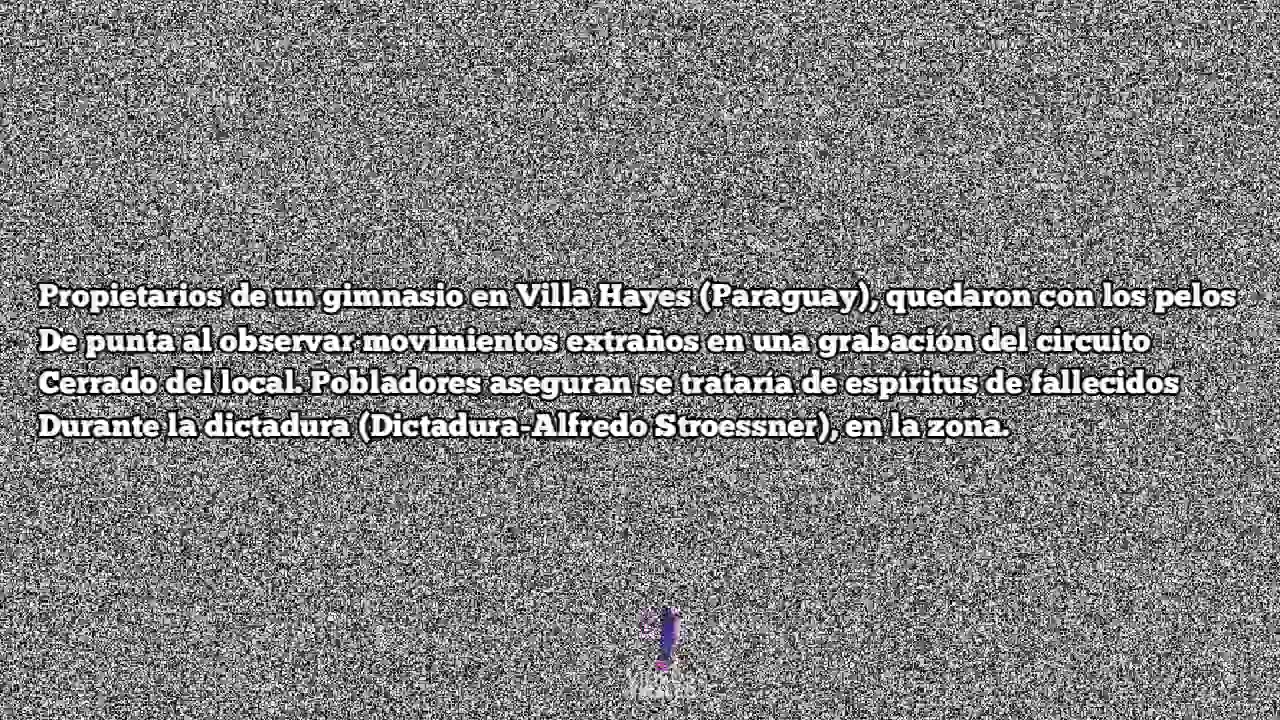 Propietarios de un gimnasio en Villa Hayes (Paraguay), quedaron con los pelos
De punta al observar movimientos extraños en una grabación del circuito
Cerrado del local. Pobladores aseguran se trataría de espíritus de fallecidos
Durante la dictadura (Dictadura-Alfredo Stroessner), en la zona.